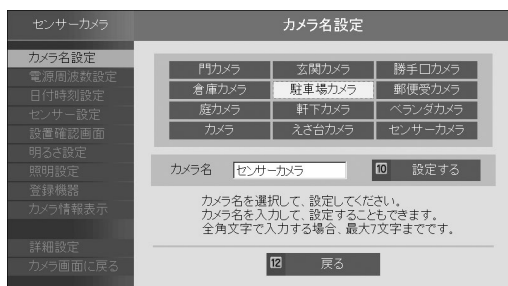 センサーカメラ
カメラ名設定
カメラ名設定
電源周波数設定
日付時刻設定
センサー設定
設置確認画面
明るさ設定
照明設定
登録機器
カメラ情報表示
詳細設定
カメラ画面に戻る
門カメラ 玄関カメラ 勝手口カメラ
倉庫カメラ 駐車場カメラ 郵便受カメラ
庭カメラ 軒下カメラ ベランダカメラ
カメラ えさ台カメラ センサーカメラ
カメラ名 センサーカメラ 10 設定する
カメラ名を選択して、設定してください。
カメラ名を入力して、設定することもできます。
全角文字で入力する場合、最大7文字までです。
12 戻る